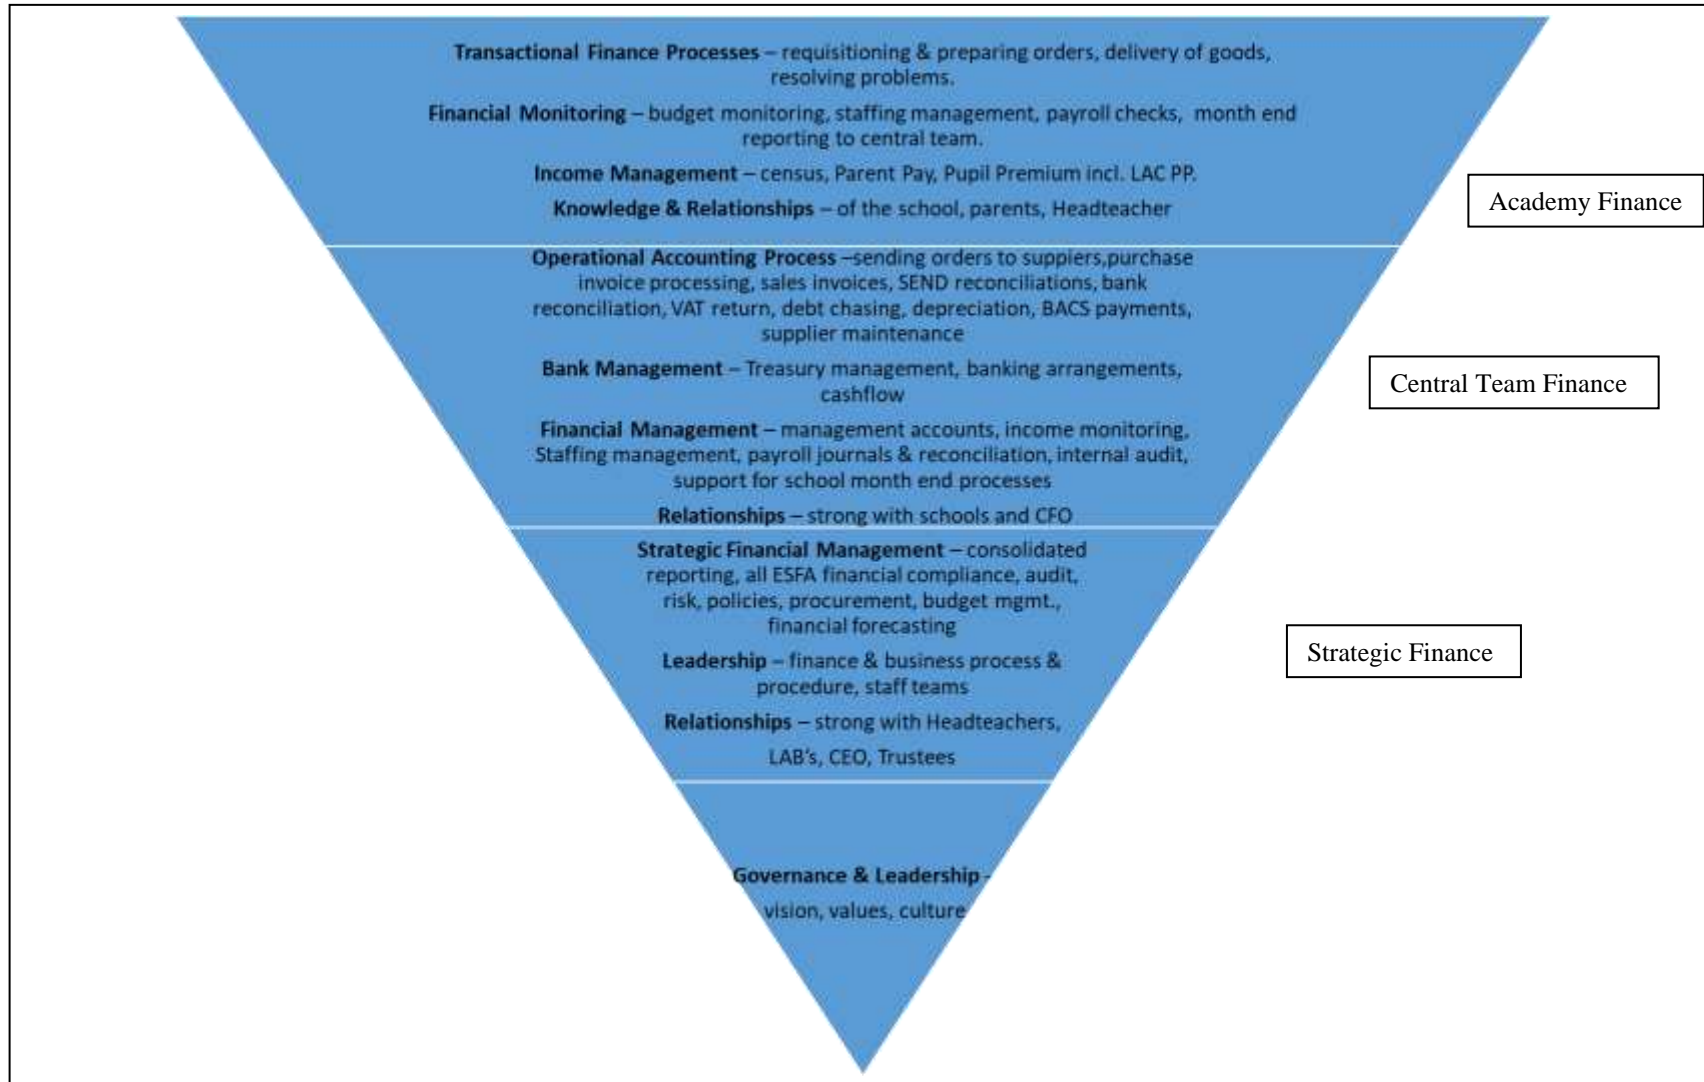 Transactional Finance Processes – requisitioning & preparing orders, delivery of goods,
resolving problems.
Financial Monitoring – budget monitoring, staffing management, payroll checks, month end
reporting to central team.
Income Management – census, Parent Pay, Pupil Premium incl. LAC PP.
Knowledge & Relationships – of the school, parents, Headteacher
Academy Finance
Operational Accounting Process –sending orders to suppiers,purchase
invoice processing, sales invoices, SEND reconciliations, bank
reconciliation, VAT return, debt chasing, depreciation, BACS payments,
supplier maintenance
Bank Management – Treasury management, banking arrangements,
cashflow
Financial Management – management accounts, income monitoring,
Staffing management, payroll journals & reconciliation, internal audit,
support for school month end processes
Relationships – strong with schools and CFO
Central Team Finance
Strategic Financial Management – consolidated
reporting, all ESFA financial compliance, audit,
risk, policies, procurement, budget mgmt.,
financial forecasting
Leadership – finance & business process &
procedure, staff teams
Relationships – strong with Headteachers,
LAB's, CEO, Trustees
Strategic Finance
Governance & Leadership -
vision, values, culture